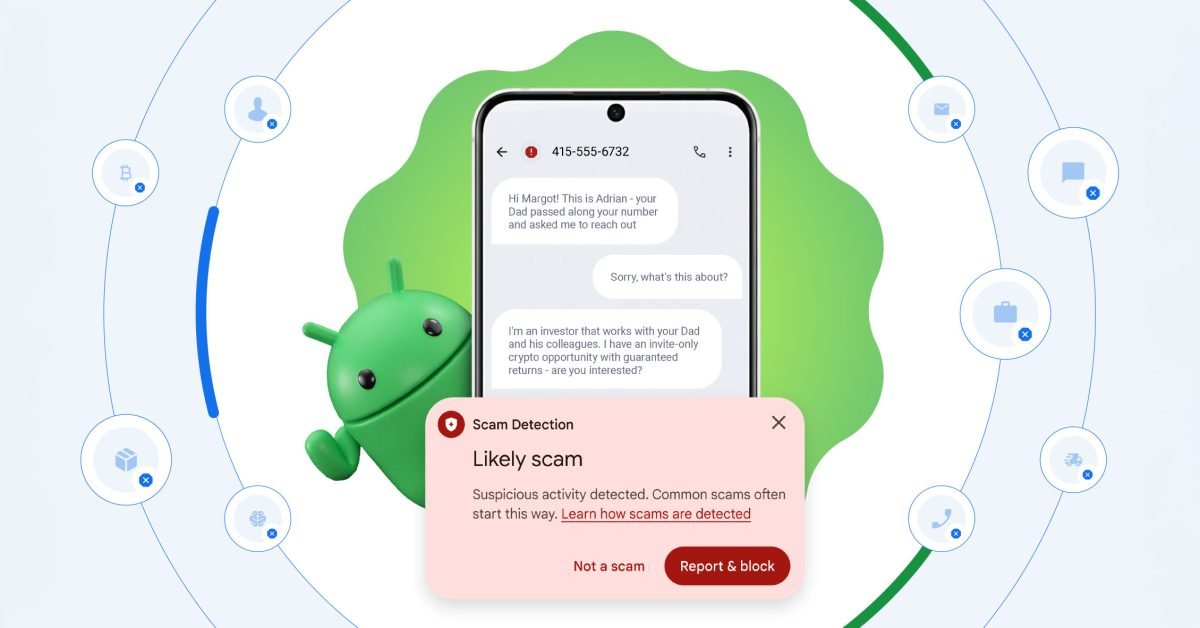 415-555-6732
Hi Margot! This is Adrian - your
Dad passed along your number
and asked me to reach out
Sorry, what's this about?
I'm an investor that works with your Dad
and his colleagues. I have an invite-only
crypto opportunity with guaranteed
returns - are you interested?
Scam Detection
Likely scam
Suspicious activity detected. Common scams often
start this way. Learn how scams are detected
Not a scam
Report & block